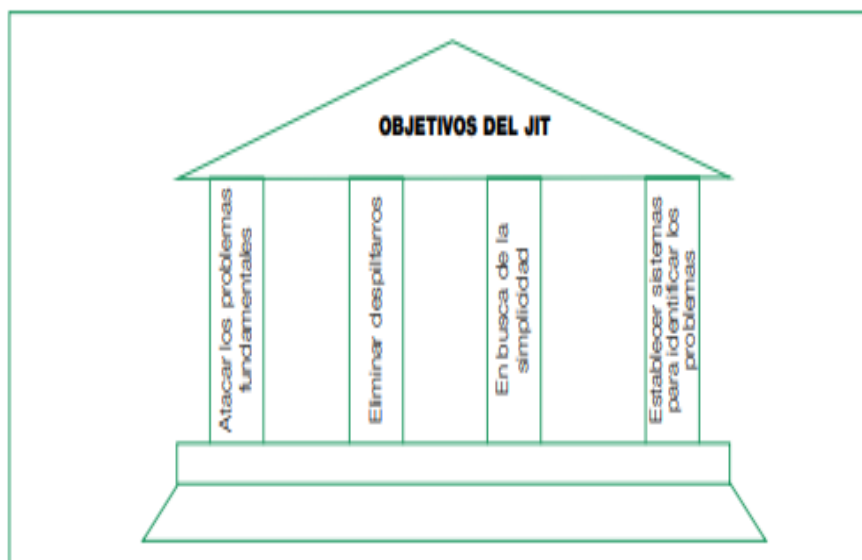 OBJETIVOS DEL JIT
Atacar los problemas
fundamentales
Eliminar despilfarros
En busca de la
simplicidad
Establecer sistemas
para identificar los
problemas